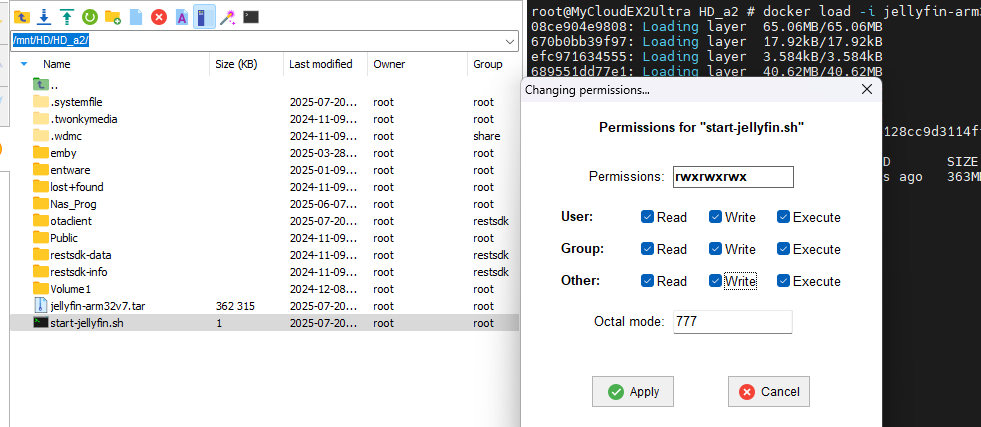 root@MyCloudEX2Ultra HD_a2 # docker load -i jellyfin-arm3
08ce904e9808: Loading layer 65.06MB/65.06MB
670b0bb39f97: Loading layer 17.92kB/17.92kB
efc971634555: Loading layer 3.584kB/3.584kB
689551dd77e1: Loading layer 40.62MB/40.62MB
128cc9d3114f
D SIZE
s ago 363M
/mnt/HD/HD_a2/
Name Size (KB) Last modified Owner Group
..
.systemfile 2025-07-20... root root
.twonkymedia 2024-11-09... root root
.wdmc 2024-11-09... root share
emby 2025-03-28... root root
entware 2025-01-09... root root
lost+found 2024-11-09... root root
Nas_Prog 2025-06-07... root root
otaclient 2025-07-20... root restsdk
Public 2024-11-09... root root
restsdk-data 2024-11-09... root restsdk
restsdk-info 2024-11-09... root restsdk
Volume1 2024-12-08... root root
jellyfin-arm32v7.tar 362 315 2025-07-20... root root
start-jellyfin.sh 1 2025-07-20... root root
Changing permissions...
Permissions for "start-jellyfin.sh"
Permissions: rwxrwxrwx
User: Read Write Execute
Group: Read Write Execute
Other: Read Write Execute
Octal mode: 777
Apply Cancel